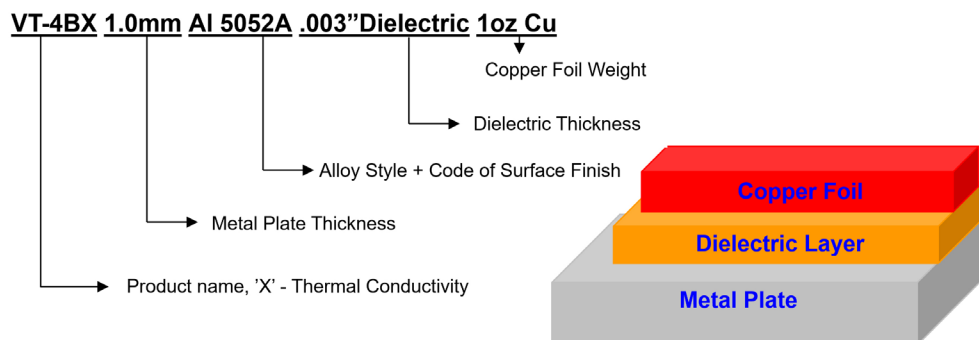 VT-4BX 1.0mm Al 5052A .003”Dielectric 1oz Cu
Copper Foil Weight
Dielectric Thickness
Alloy Style + Code of Surface Finish
Metal Plate Thickness
Product name, ’X’ - Thermal Conductivity
Copper Foil
Dielectric Layer
Metal Plate